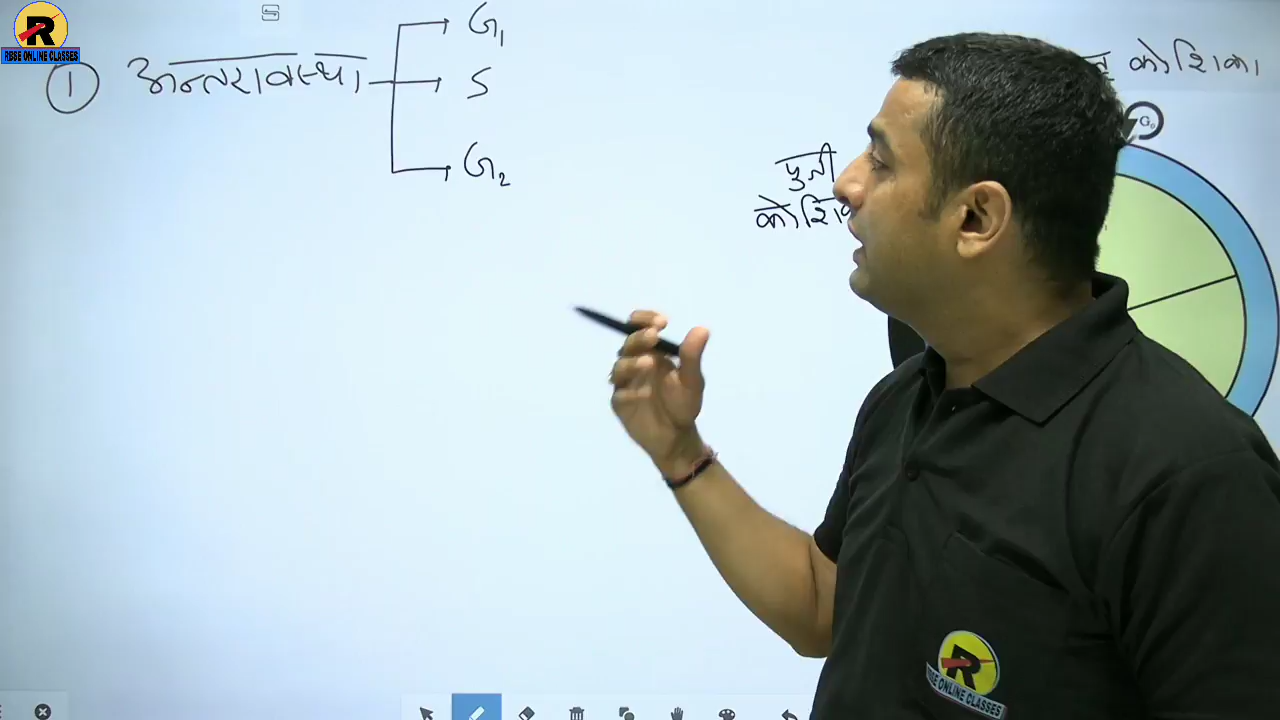 RBSE ONLINE CLASSES
① अन्तरावस्था
G₁
S
G₂
कोशिका
G₀
पुत्री
R
RBSE ONLINE CLASSES